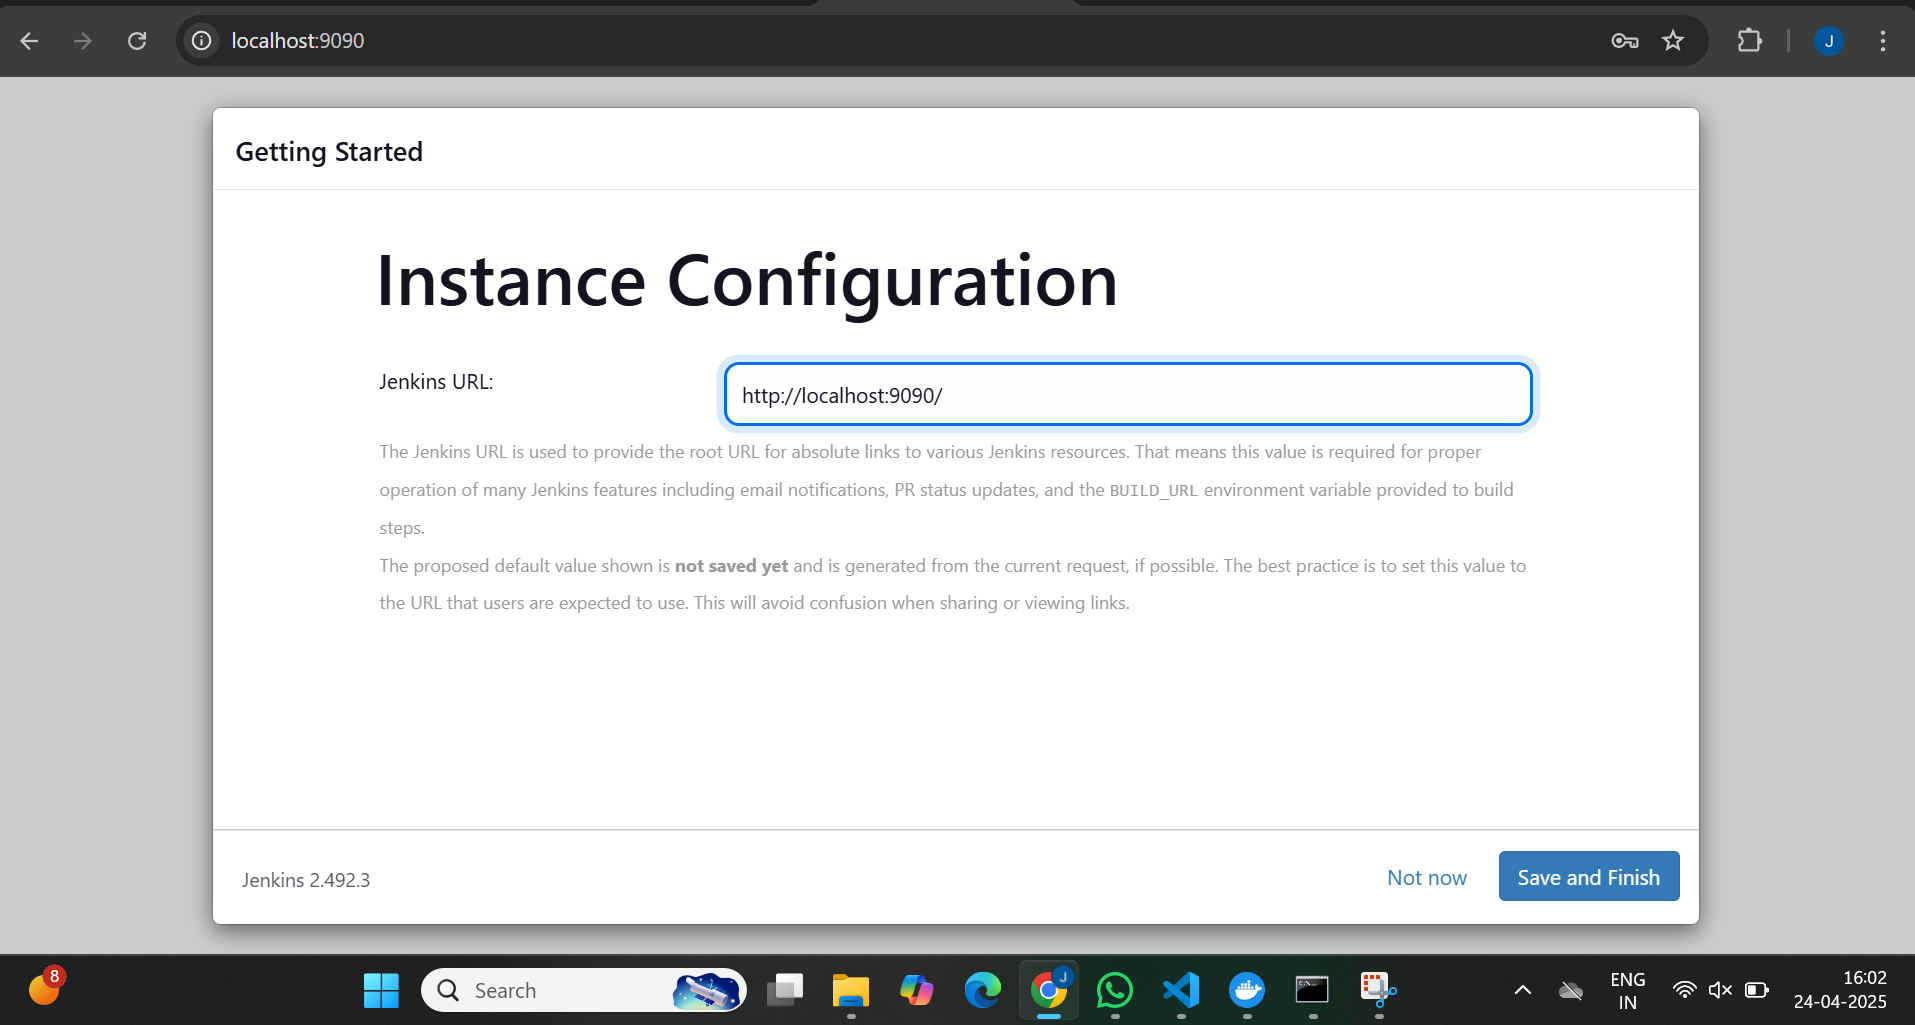 localhost:9090
J
Getting Started
Instance Configuration
Jenkins URL:
http://localhost:9090/
The Jenkins URL is used to provide the root URL for absolute links to various Jenkins resources. That means this value is required for proper
operation of many Jenkins features including email notifications, PR status updates, and the BUILD_URL environment variable provided to build
steps.
The proposed default value shown is not saved yet and is generated from the current request, if possible. The best practice is to set this value to
the URL that users are expected to use. This will avoid confusion when sharing or viewing links.
Jenkins 2.492.3
Not now
Save and Finish
8
Search
J
ENG
IN
16:02
24-04-2025